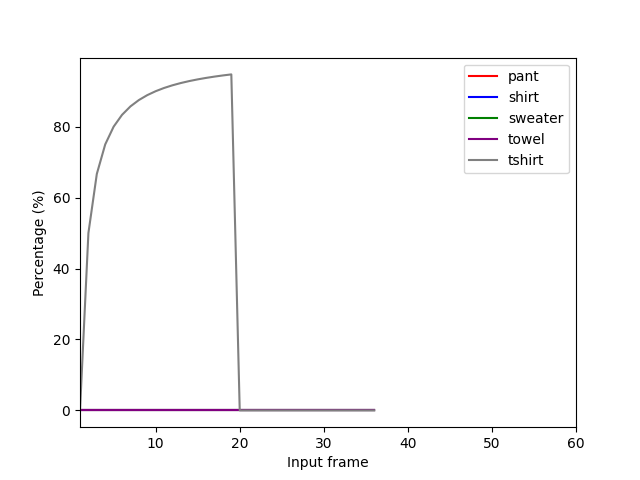 pant
shirt
sweater
towel
tshirt
Percentage (%)
80
60
40
20
0
10 20 30 40 50 60
Input frame